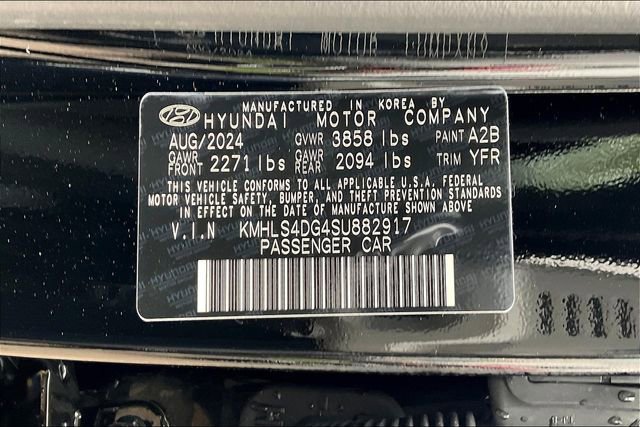 MANUFACTURED IN KOREA BY
HYUNDAI MOTOR COMPANY
AUG/2024 GVWR 3858 lbs PAINT A2B
GAWR FRONT 2271 lbs GAWR REAR 2094 lbs TRIM YFR
THIS VEHICLE CONFORMS TO ALL APPLICABLE U.S.A. FEDERAL
MOTOR VEHICLE SAFETY, BUMPER, AND THEFT PREVENTION STANDARDS
IN EFFECT ON THE DATE OF MANUFACTURE SHOWN ABOVE
V.I.N KMHLS4DG4SU882917
PASSENGER CAR